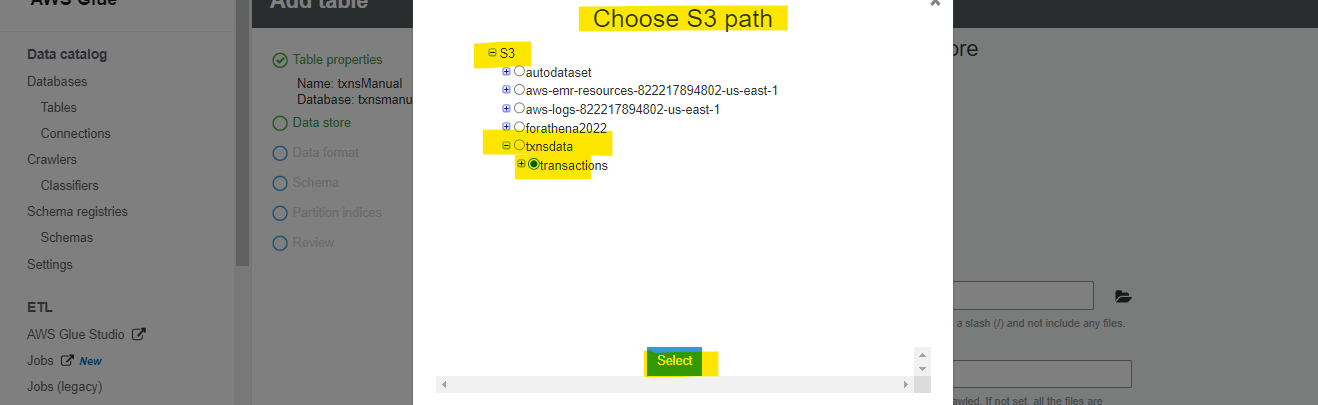 AWS Glue
Data catalog
Databases
Tables
Connections
Crawlers
Classifiers
Schema registries
Schemas
Settings
ETL
AWS Glue Studio
Jobs New
Jobs (legacy)
Add table
Table properties
Name: txnsManual
Database: txnsmanu
Data store
Data format
Schema
Partition indices
Review
Choose S3 path
S3
autodataset
aws-emr-resources-822217894802-us-east-1
aws-logs-822217894802-us-east-1
forathena2022
txnsdata
transactions
Select
ore
a slash (/) and not include any files.
awled. If not set, all the files are